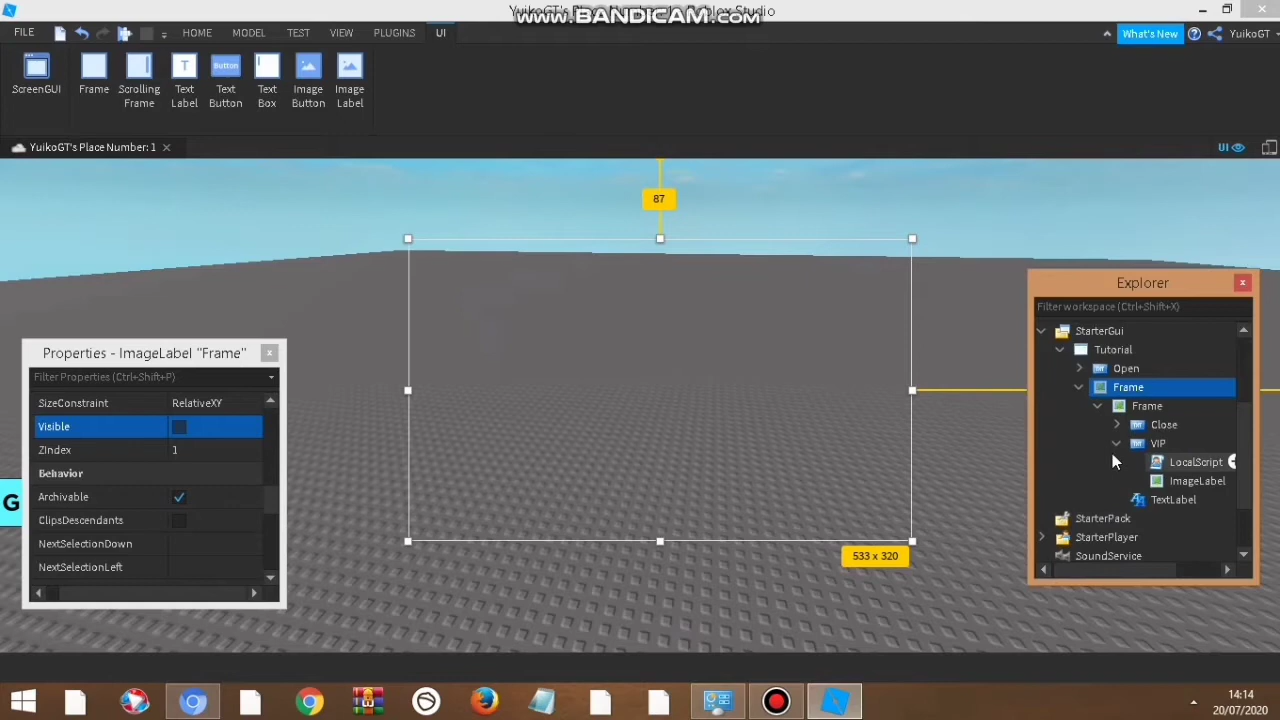 YuikoGT's Place Number: 1 - Roblox Studio
www.BANDICAM.com
FILE HOME MODEL TEST VIEW PLUGINS UI What's New YuikoGT
ScreenGUI Frame Scrolling Frame Text Label Text Button Text Box Image Button Image Label
T Button
YuikoGT's Place Number: 1 UI
87
Explorer
Filter workspace (Ctrl+Shift+X)
StarterGui
Tutorial
Open
Frame
Frame
Close
VIP
LocalScript
ImageLabel
TextLabel
StarterPack
StarterPlayer
SoundService
Properties - ImageLabel "Frame"
Filter Properties (Ctrl+Shift+P)
SizeConstraint RelativeXY
Visible
ZIndex 1
Behavior
Archivable
ClipsDescendants
NextSelectionDown
NextSelectionLeft
G
533 x 320
14:14
20/07/2020